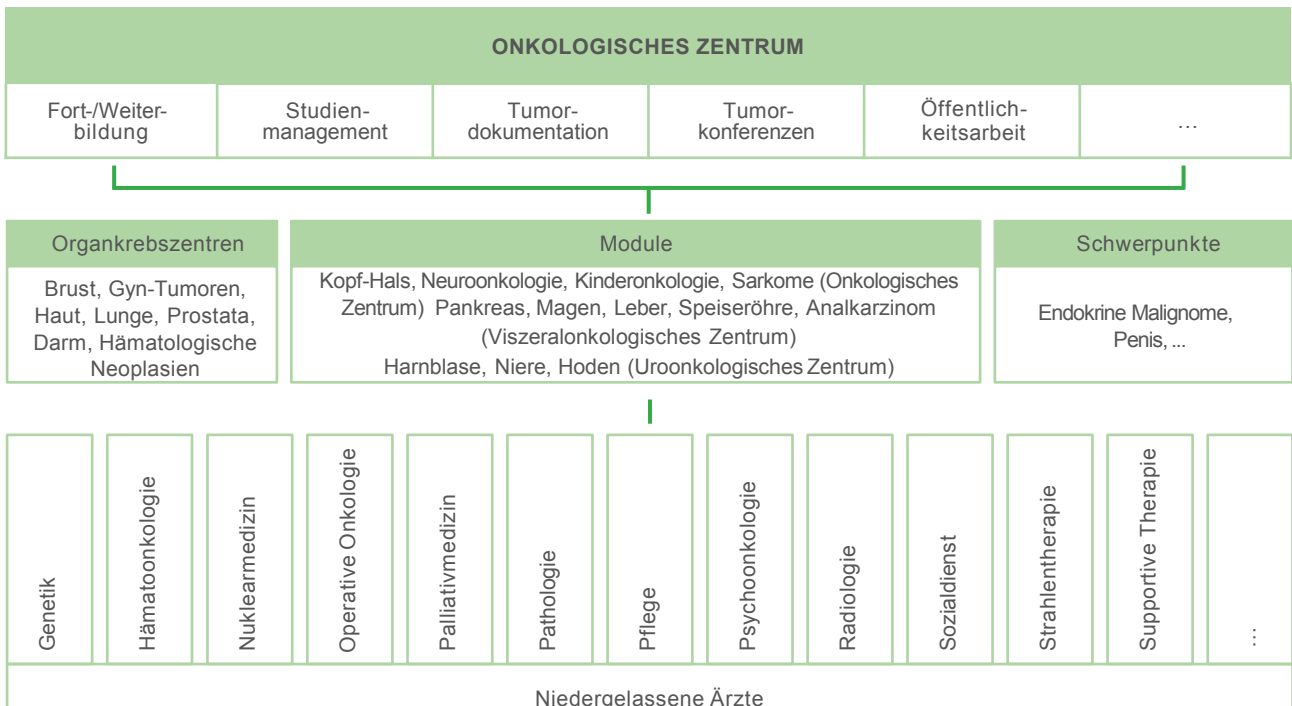 ONKOLOGISCHES ZENTRUM
Fort-/Weiter-
bildung
Studien-
management
Tumor-
dokumentation
Tumor-
konferenzen
Öffentlich-
keitsarbeit
...
Organkrebszentren
Brust, Gyn-Tumoren,
Haut, Lunge, Prostata,
Darm, Hämatologische
Neoplasien
Module
Kopf-Hals, Neuroonkologie, Kinderonkologie, Sarkome (Onkologisches
Zentrum) Pankreas, Magen, Leber, Speiseröhre, Analkarzinom
(Viszeralonkologisches Zentrum)
Harnblase, Niere, Hoden (Uroonkologisches Zentrum)
Schwerpunkte
Endokrine Malignome,
Penis, ...
Genetik
Hämatoonkologie
Nuklearmedizin
Operative Onkologie
Palliativmedizin
Pathologie
Pflege
Psychoonkologie
Radiologie
Sozialdienst
Strahlentherapie
Supportive Therapie
...
Niedergelassene Ärzte